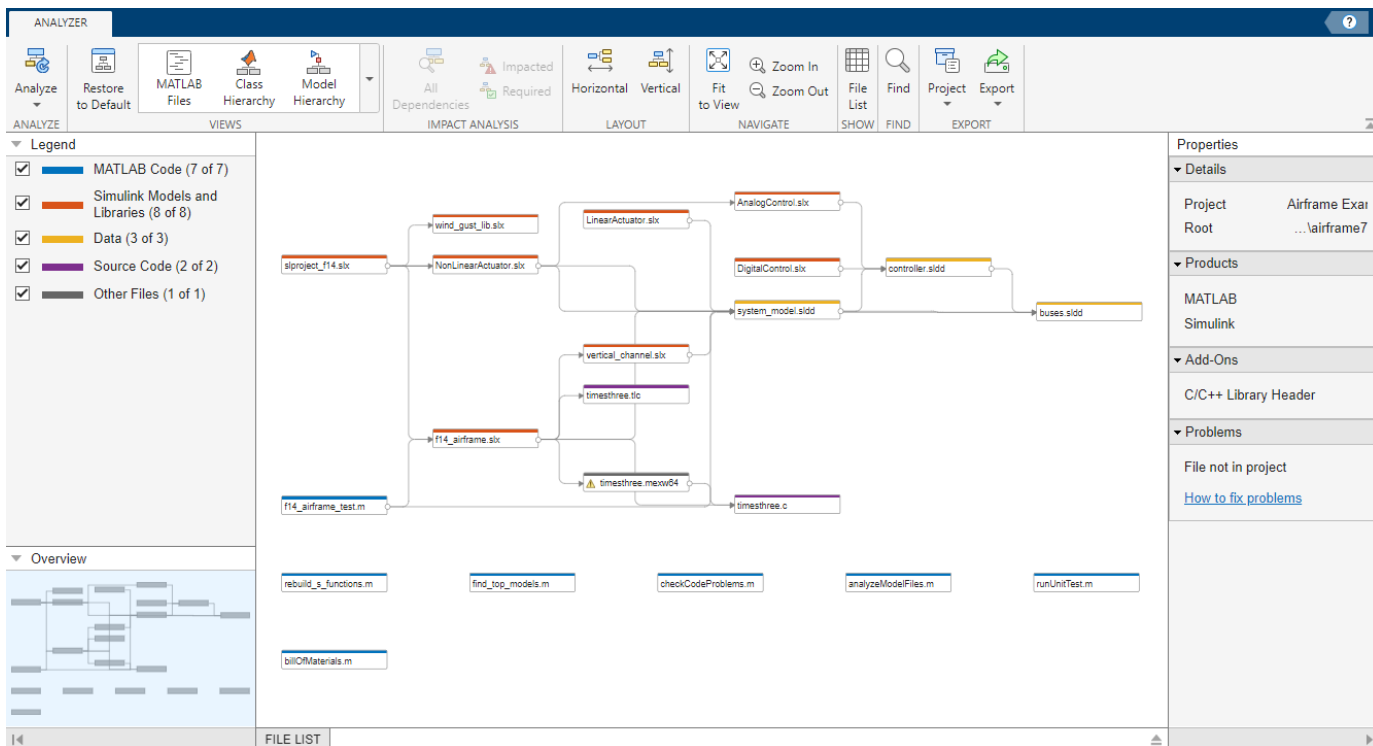 ANALYZER
?
Analyze
Restore
to Default
MATLAB
Files
Class
Hierarchy
Model
Hierarchy
All
Dependencies
Impacted
Required
Horizontal
Vertical
Fit
to View
Zoom In
Zoom Out
File
List
Find
Project
Export
ANALYZE
VIEWS
IMPACT ANALYSIS
LAYOUT
NAVIGATE
SHOW
FIND
EXPORT
Legend
MATLAB Code (7 of 7)
Simulink Models and
Libraries (8 of 8)
Data (3 of 3)
Source Code (2 of 2)
Other Files (1 of 1)
Overview
AnalogControl.slx
LinearActuator.slx
wind_gust_lib.slx
slproject_f14.slx
NonLinearActuator.slx
DigitalControl.slx
controller.sldd
system_model.sldd
buses.sldd
vertical_channel.slx
timesthree.tlc
f14_airframe.slx
timesthree.mexw64
f14_airframe_test.m
timesthree.c
rebuild_s_functions.m
find_top_models.m
checkCodeProblems.m
analyzeModelFiles.m
runUnitTest.m
billOfMaterials.m
FILE LIST
Properties
Details
Project Airframe Exar
Root ...\airframe7
Products
MATLAB
Simulink
Add-Ons
C/C++ Library Header
Problems
File not in project
How to fix problems